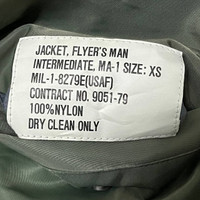 JACKET, FLYER'S MAN
INTERMEDIATE, MA-1 SIZE: XS
MIL-1-8279E(USAF)
CONTRACT NO. 9051-79
100%NYLON
DRY CLEAN ONLY